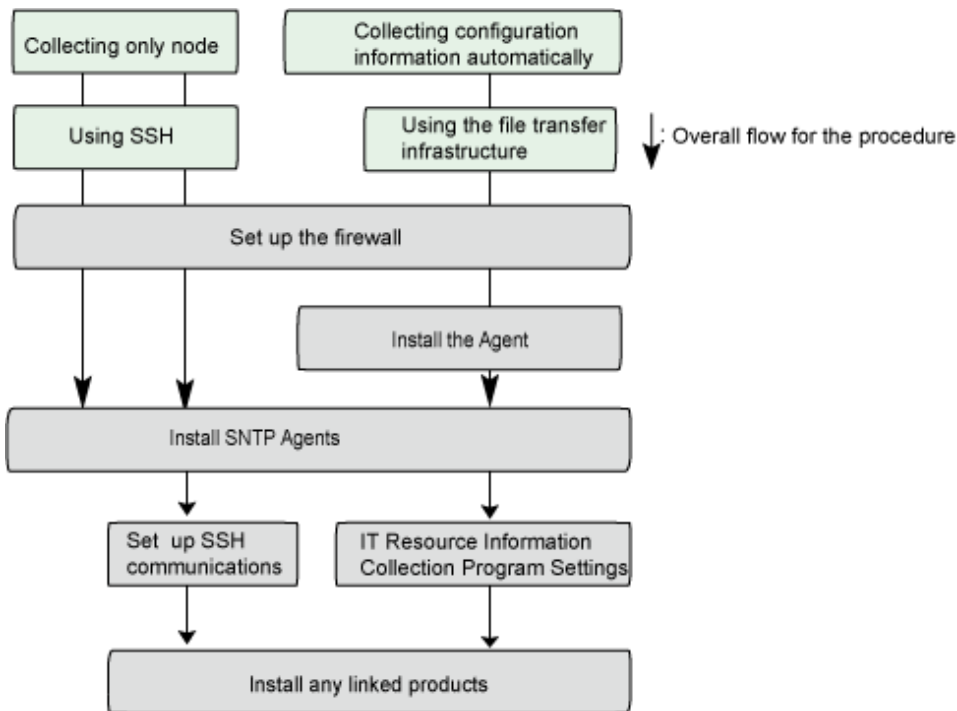 Collecting only node
Collecting configuration
information automatically
Using SSH
Using the file transfer
infrastructure
: Overall flow for the procedure
Set up the firewall
Install the Agent
Install SNTP Agents
Set up SSH
communications
IT Resource Information
Collection Program Settings
Install any linked products